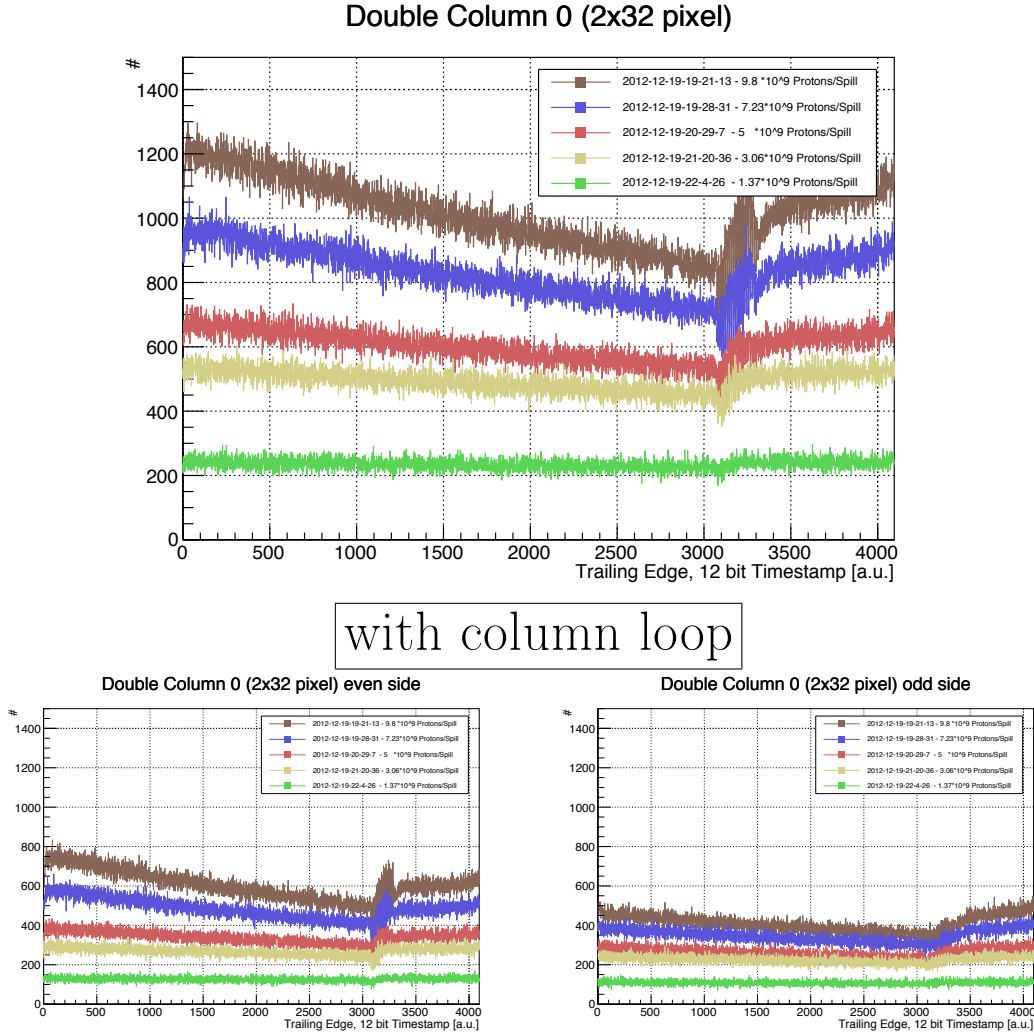 Double Column 0 (2x32 pixel)
#
1400
1200
1000
800
600
400
200
0
2012-12-19-19-21-13 - 9.8 *10^9 Protons/Spill
2012-12-19-19-28-31 - 7.23*10^9 Protons/Spill
2012-12-19-20-29-7 - 5 *10^9 Protons/Spill
2012-12-19-21-20-36 - 3.06*10^9 Protons/Spill
2012-12-19-22-4-26 - 1.37*10^9 Protons/Spill
0 500 1000 1500 2000 2500 3000 3500 4000
Trailing Edge, 12 bit Timestamp [a.u.]
with column loop
Double Column 0 (2x32 pixel) even side
#
1400
1200
1000
800
600
400
200
0
2012-12-19-19-21-13 - 9.8 *10^9 Protons/Spill
2012-12-19-19-28-31 - 7.23*10^9 Protons/Spill
2012-12-19-20-29-7 - 5 *10^9 Protons/Spill
2012-12-19-21-20-36 - 3.06*10^9 Protons/Spill
2012-12-19-22-4-26 - 1.37*10^9 Protons/Spill
0 500 1000 1500 2000 2500 3000 3500 4000
Trailing Edge, 12 bit Timestamp [a.u.]
Double Column 0 (2x32 pixel) odd side
#
1400
1200
1000
800
600
400
200
0
2012-12-19-19-21-13 - 9.8 *10^9 Protons/Spill
2012-12-19-19-28-31 - 7.23*10^9 Protons/Spill
2012-12-19-20-29-7 - 5 *10^9 Protons/Spill
2012-12-19-21-20-36 - 3.06*10^9 Protons/Spill
2012-12-19-22-4-26 - 1.37*10^9 Protons/Spill
0 500 1000 1500 2000 2500 3000 3500 4000
Trailing Edge, 12 bit Timestamp [a.u.]